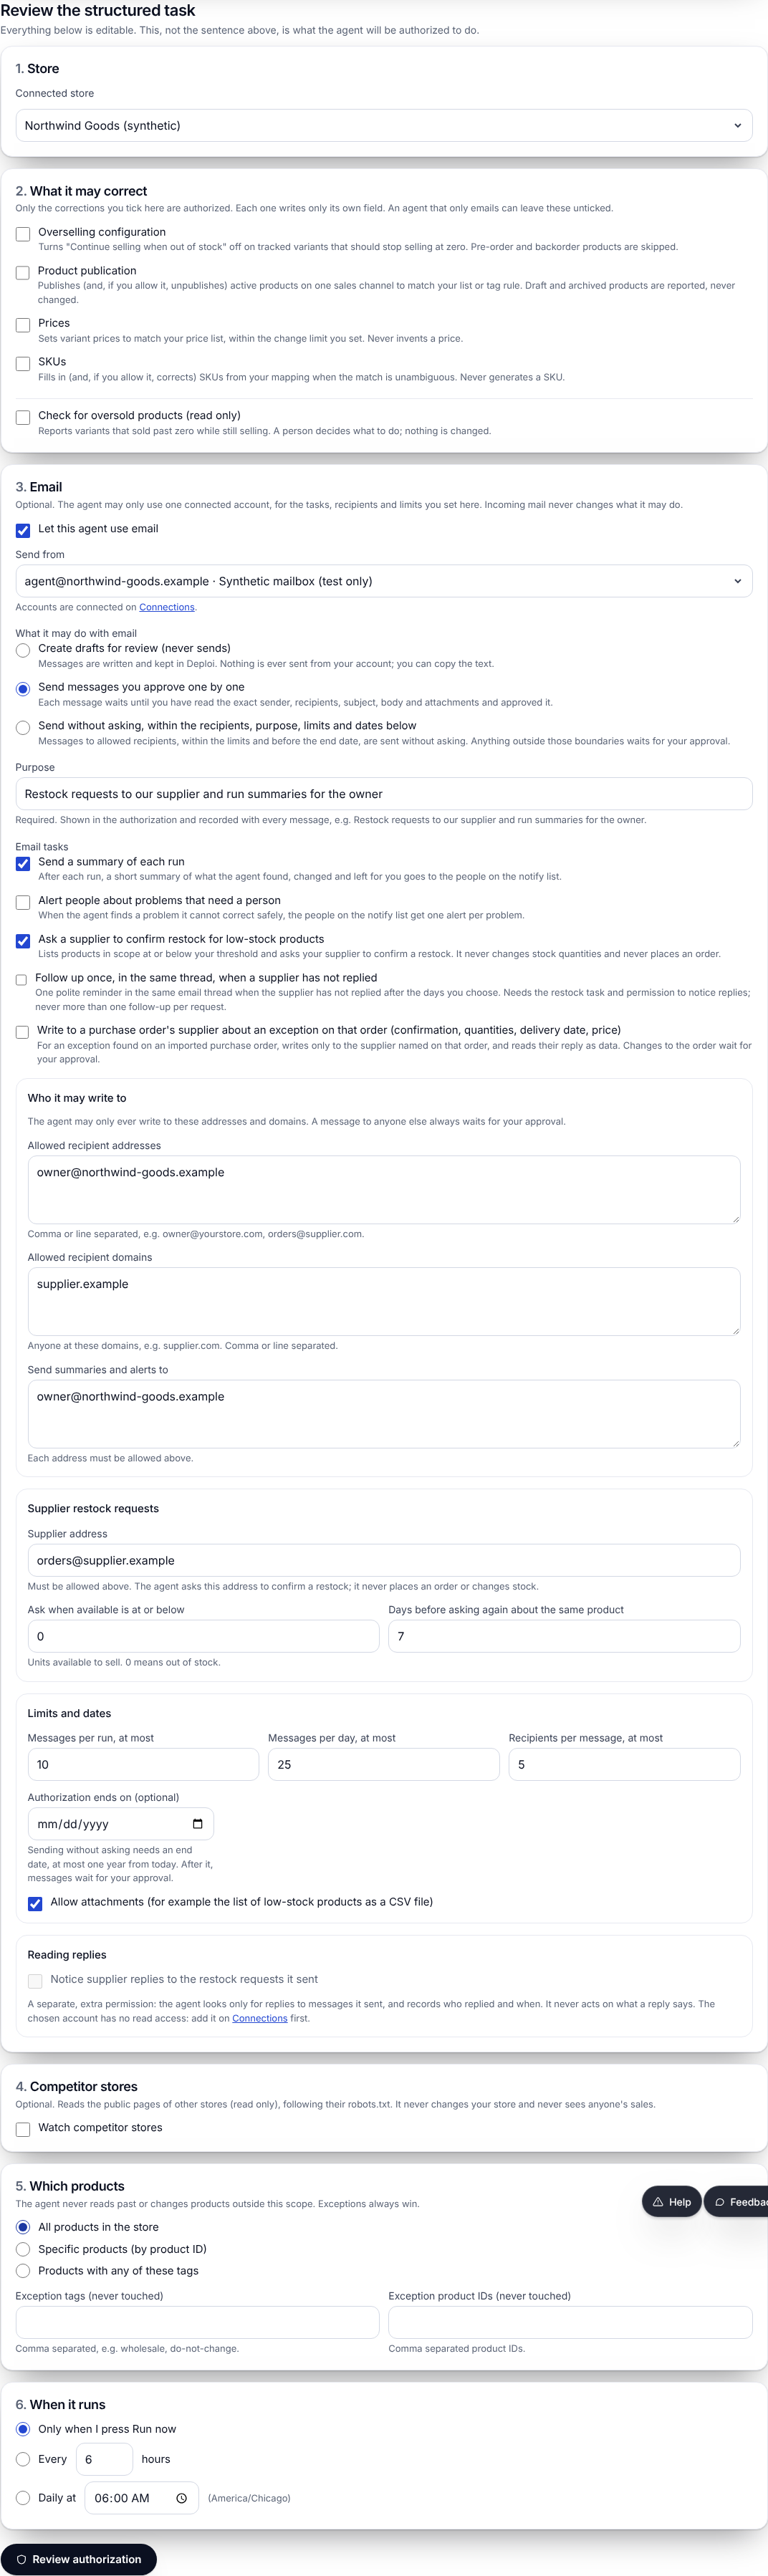 Review the structured task
Everything below is editable. This, not the sentence above, is what the agent will be authorized to do.
1. Store
Connected store
Northwind Goods (synthetic)
2. What it may correct
Only the corrections you tick here are authorized. Each one writes only its own field. An agent that only emails can leave these unticked.
Overselling configuration
Turns "Continue selling when out of stock" off on tracked variants that should stop selling at zero. Pre-order and backorder products are skipped.
Product publication
Publishes (and, if you allow it, unpublishes) active products on one sales channel to match your list or tag rule. Draft and archived products are reported, never
changed.
Prices
Sets variant prices to match your price list, within the change limit you set. Never invents a price.
SKUs
Fills in (and, if you allow it, corrects) SKUs from your mapping when the match is unambiguous. Never generates a SKU.
Check for oversold products (read only)
Reports variants that sold past zero while still selling. A person decides what to do; nothing is changed.
3. Email
Optional. The agent may only use one connected account, for the tasks, recipients and limits you set here. Incoming mail never changes what it may do.
Let this agent use email
Send from
agent@northwind-goods.example · Synthetic mailbox (test only)
Accounts are connected on Connections.
What it may do with email
Create drafts for review (never sends)
Messages are written and kept in Deploi. Nothing is ever sent from your account; you can copy the text.
Send messages you approve one by one
Each message waits until you have read the exact sender, recipients, subject, body and attachments and approved it.
Send without asking, within the recipients, purpose, limits and dates below
Messages to allowed recipients, within the limits and before the end date, are sent without asking. Anything outside those boundaries waits for your approval.
Purpose
Restock requests to our supplier and run summaries for the owner
Required. Shown in the authorization and recorded with every message, e.g. Restock requests to our supplier and run summaries for the owner.
Email tasks
Send a summary of each run
After each run, a short summary of what the agent found, changed and left for you goes to the people on the notify list.
Alert people about problems that need a person
When the agent finds a problem it cannot correct safely, the people on the notify list get one alert per problem.
Ask a supplier to confirm restock for low-stock products
Lists products in scope at or below your threshold and asks your supplier to confirm a restock. It never changes stock quantities and never places an order.
Follow up once, in the same thread, when a supplier has not replied
One polite reminder in the same email thread when the supplier has not replied after the days you choose. Needs the restock task and permission to notice replies;
never more than one follow-up per request.
Write to a purchase order's supplier about an exception on that order (confirmation, quantities, delivery date, price)
For an exception found on an imported purchase order, writes only to the supplier named on that order, and reads their reply as data. Changes to the order wait for
your approval.
Who it may write to
The agent may only ever write to these addresses and domains. A message to anyone else always waits for your approval.
Allowed recipient addresses
owner@northwind-goods.example
Comma or line separated, e.g. owner@yourstore.com, orders@supplier.com.
Allowed recipient domains
supplier.example
Anyone at these domains, e.g. supplier.com. Comma or line separated.
Send summaries and alerts to
owner@northwind-goods.example
Each address must be allowed above.
Supplier restock requests
Supplier address
orders@supplier.example
Must be allowed above. The agent asks this address to confirm a restock; it never places an order or changes stock.
Ask when available is at or below
Days before asking again about the same product
0
7
Units available to sell. 0 means out of stock.
Limits and dates
Messages per run, at most
Messages per day, at most
Recipients per message, at most
10
25
5
Authorization ends on (optional)
mm/dd/yyyy
Sending without asking needs an end
date, at most one year from today. After it,
messages wait for your approval.
Allow attachments (for example the list of low-stock products as a CSV file)
Reading replies
Notice supplier replies to the restock requests it sent
A separate, extra permission: the agent looks only for replies to messages it sent, and records who replied and when. It never acts on what a reply says. The
chosen account has no read access: add it on Connections first.
4. Competitor stores
Optional. Reads the public pages of other stores (read only), following their robots.txt. It never changes your store and never sees anyone's sales.
Watch competitor stores
5. Which products
The agent never reads past or changes products outside this scope. Exceptions always win.
Help
Feedbac
All products in the store
Specific products (by product ID)
Products with any of these tags
Exception tags (never touched)
Exception product IDs (never touched)
Comma separated, e.g. wholesale, do-not-change.
Comma separated product IDs.
6. When it runs
Only when I press Run now
Every 6 hours
Daily at 06:00 AM (America/Chicago)
Review authorization